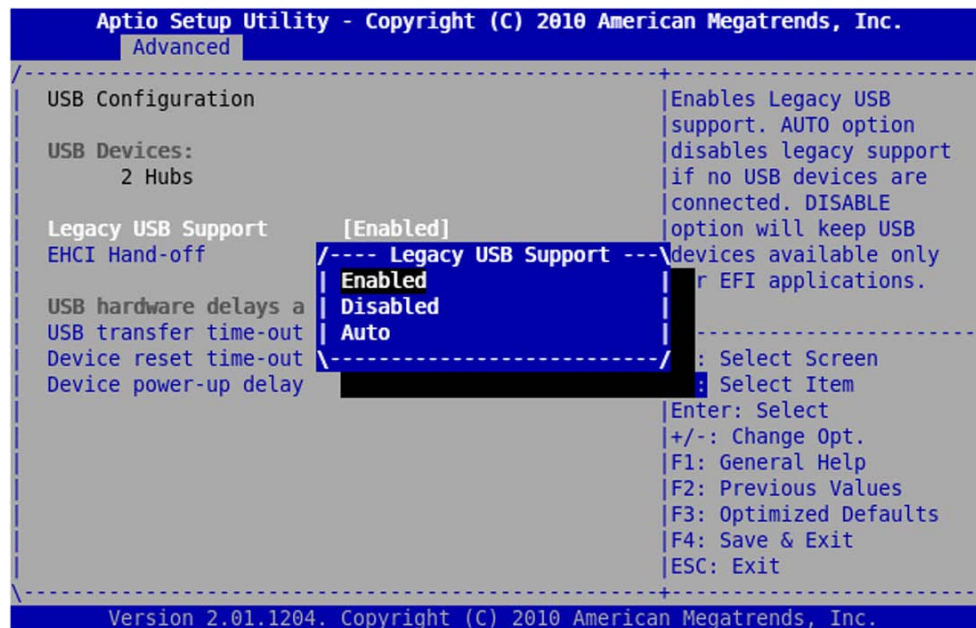 Aptio Setup Utility - Copyright (C) 2010 American Megatrends, Inc.
Advanced
USB Configuration
USB Devices:
2 Hubs
Legacy USB Support [Enabled]
EHCI Hand-off
USB hardware delays a
USB transfer time-out
Device reset time-out
Device power-up delay
---- Legacy USB Support ---
Enabled
Disabled
Auto
Enables Legacy USB
support. AUTO option
disables legacy support
if no USB devices are
connected. DISABLE
option will keep USB
devices available only
r EFI applications.
: Select Screen
: Select Item
Enter: Select
+/-: Change Opt.
F1: General Help
F2: Previous Values
F3: Optimized Defaults
F4: Save & Exit
ESC: Exit
Version 2.01.1204. Copyright (C) 2010 American Megatrends, Inc.